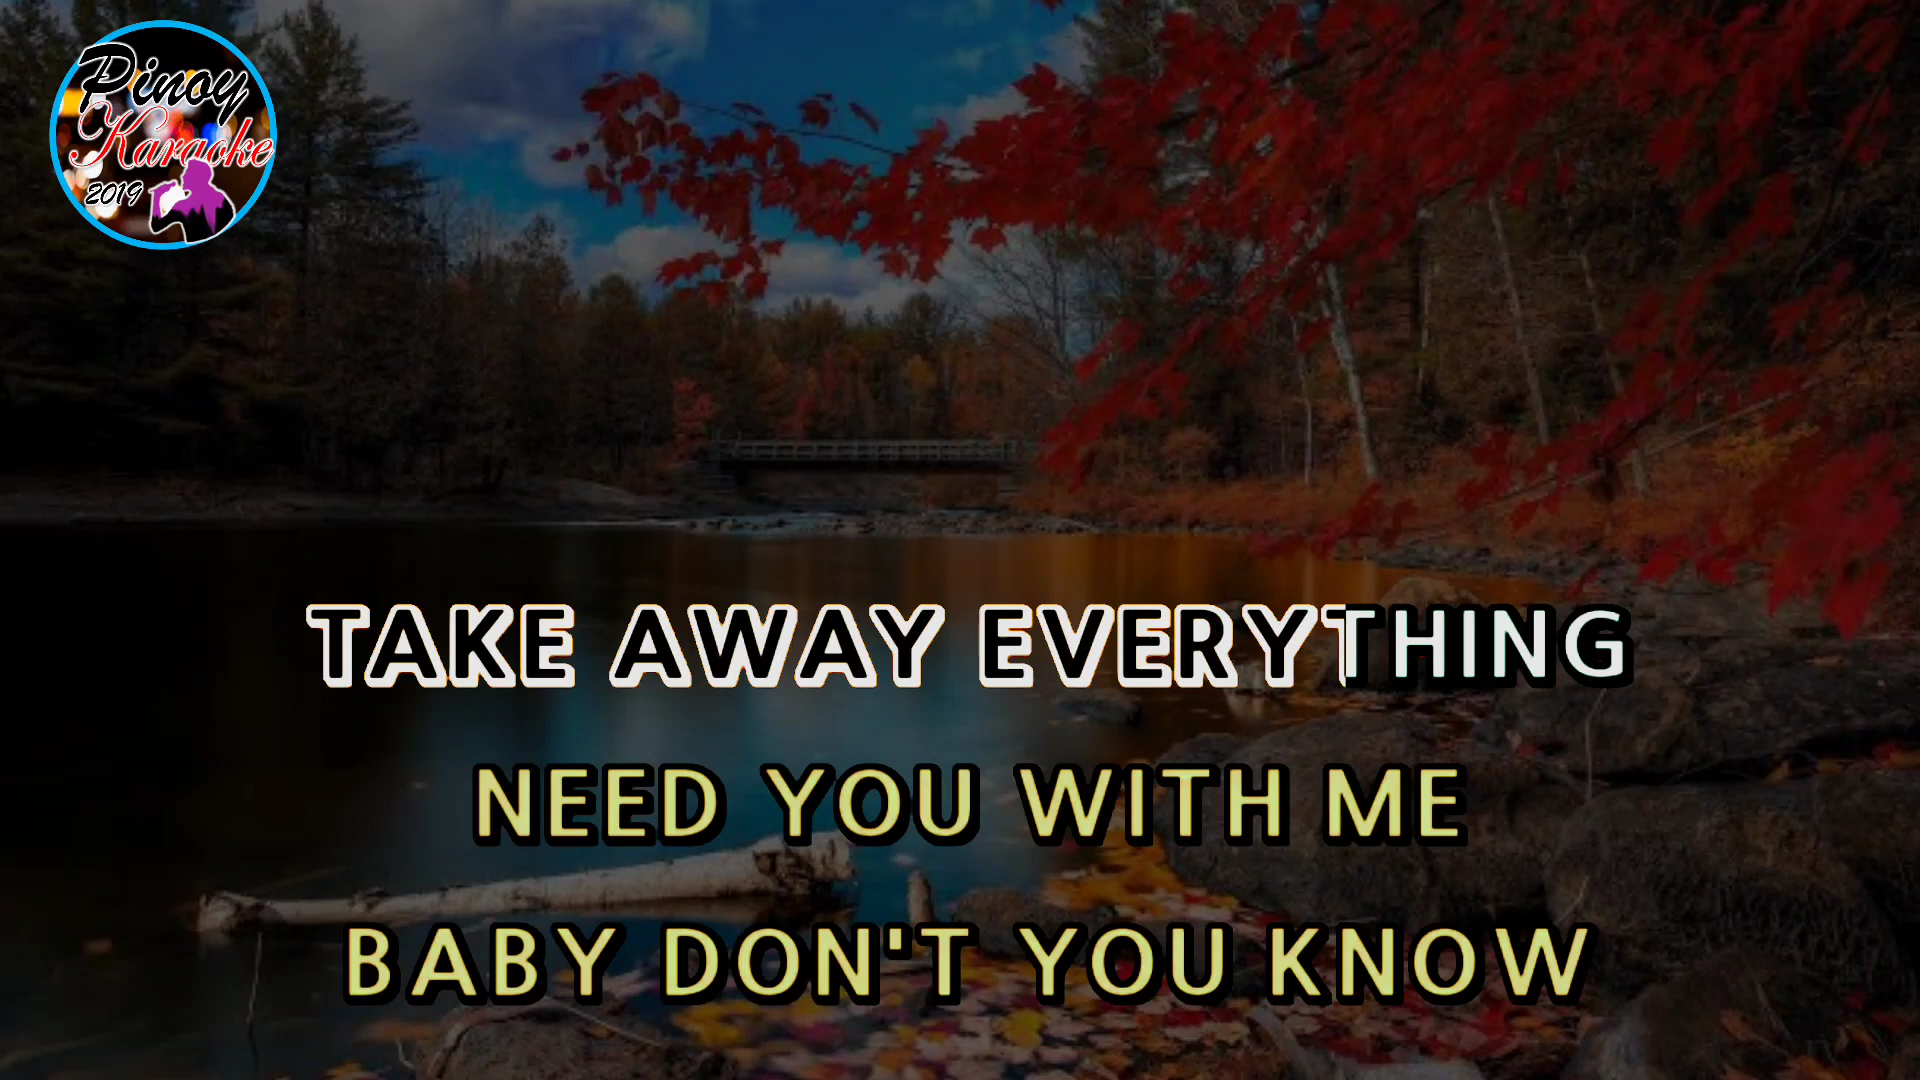 Pinoy
Karaoke
2019
TAKE AWAY EVERYTHING
NEED YOU WITH ME
BABY DON'T YOU KNOW